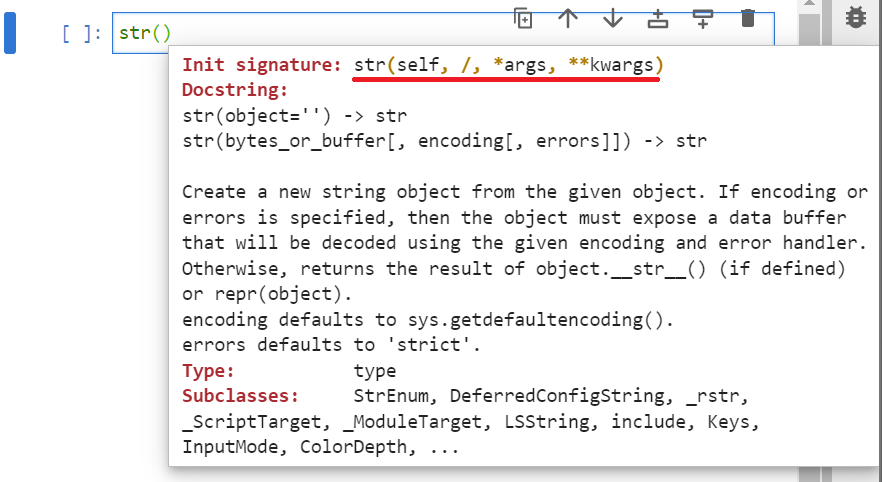 [ ]: str()
Init signature: str(self, /, *args, **kwargs)
Docstring:
str(object='') -> str
str(bytes_or_buffer[, encoding[, errors]]) -> str
Create a new string object from the given object. If encoding or
errors is specified, then the object must expose a data buffer
that will be decoded using the given encoding and error handler.
Otherwise, returns the result of object.__str__() (if defined)
or repr(object).
encoding defaults to sys.getdefaultencoding().
errors defaults to 'strict'.
Type: type
Subclasses: StrEnum, DeferredConfigString, _rstr,
_ScriptTarget, _ModuleTarget, LSString, include, Keys,
InputMode, ColorDepth, ...